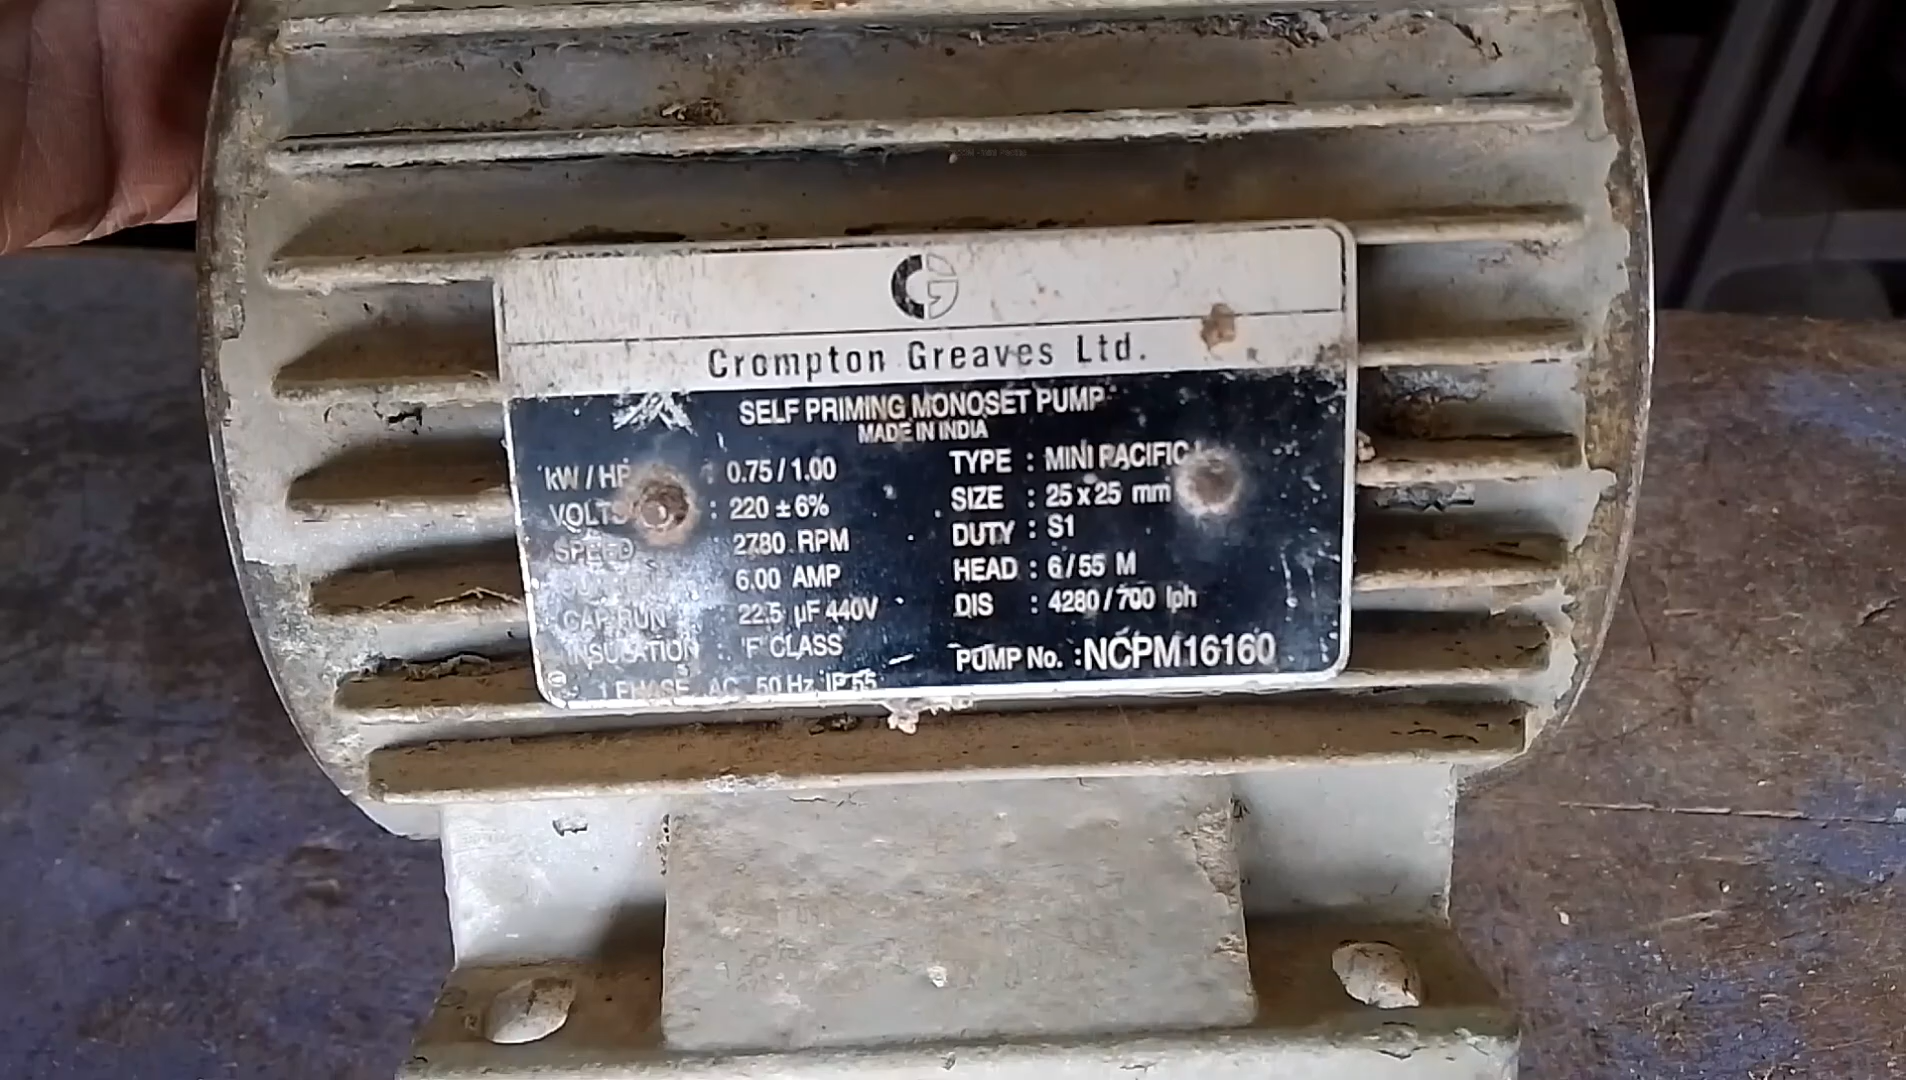 CG
Crompton Greaves Ltd.
SELF PRIMING MONOSET PUMP
MADE IN INDIA
kW / HP : 0.75 / 1.00
VOLTS : 220 ± 6%
SPEED 2780 RPM
6.00 AMP
CAP RUN 22.5 µF 440V
INSULATION : 'F' CLASS
1 PHASE AC 50 Hz IP 55
TYPE : MINI PACIFIC
SIZE : 25 x 25 mm
DUTY : S1
HEAD : 6 / 55 M
DIS : 4280 / 700 lph
PUMP No. : NCPM16160